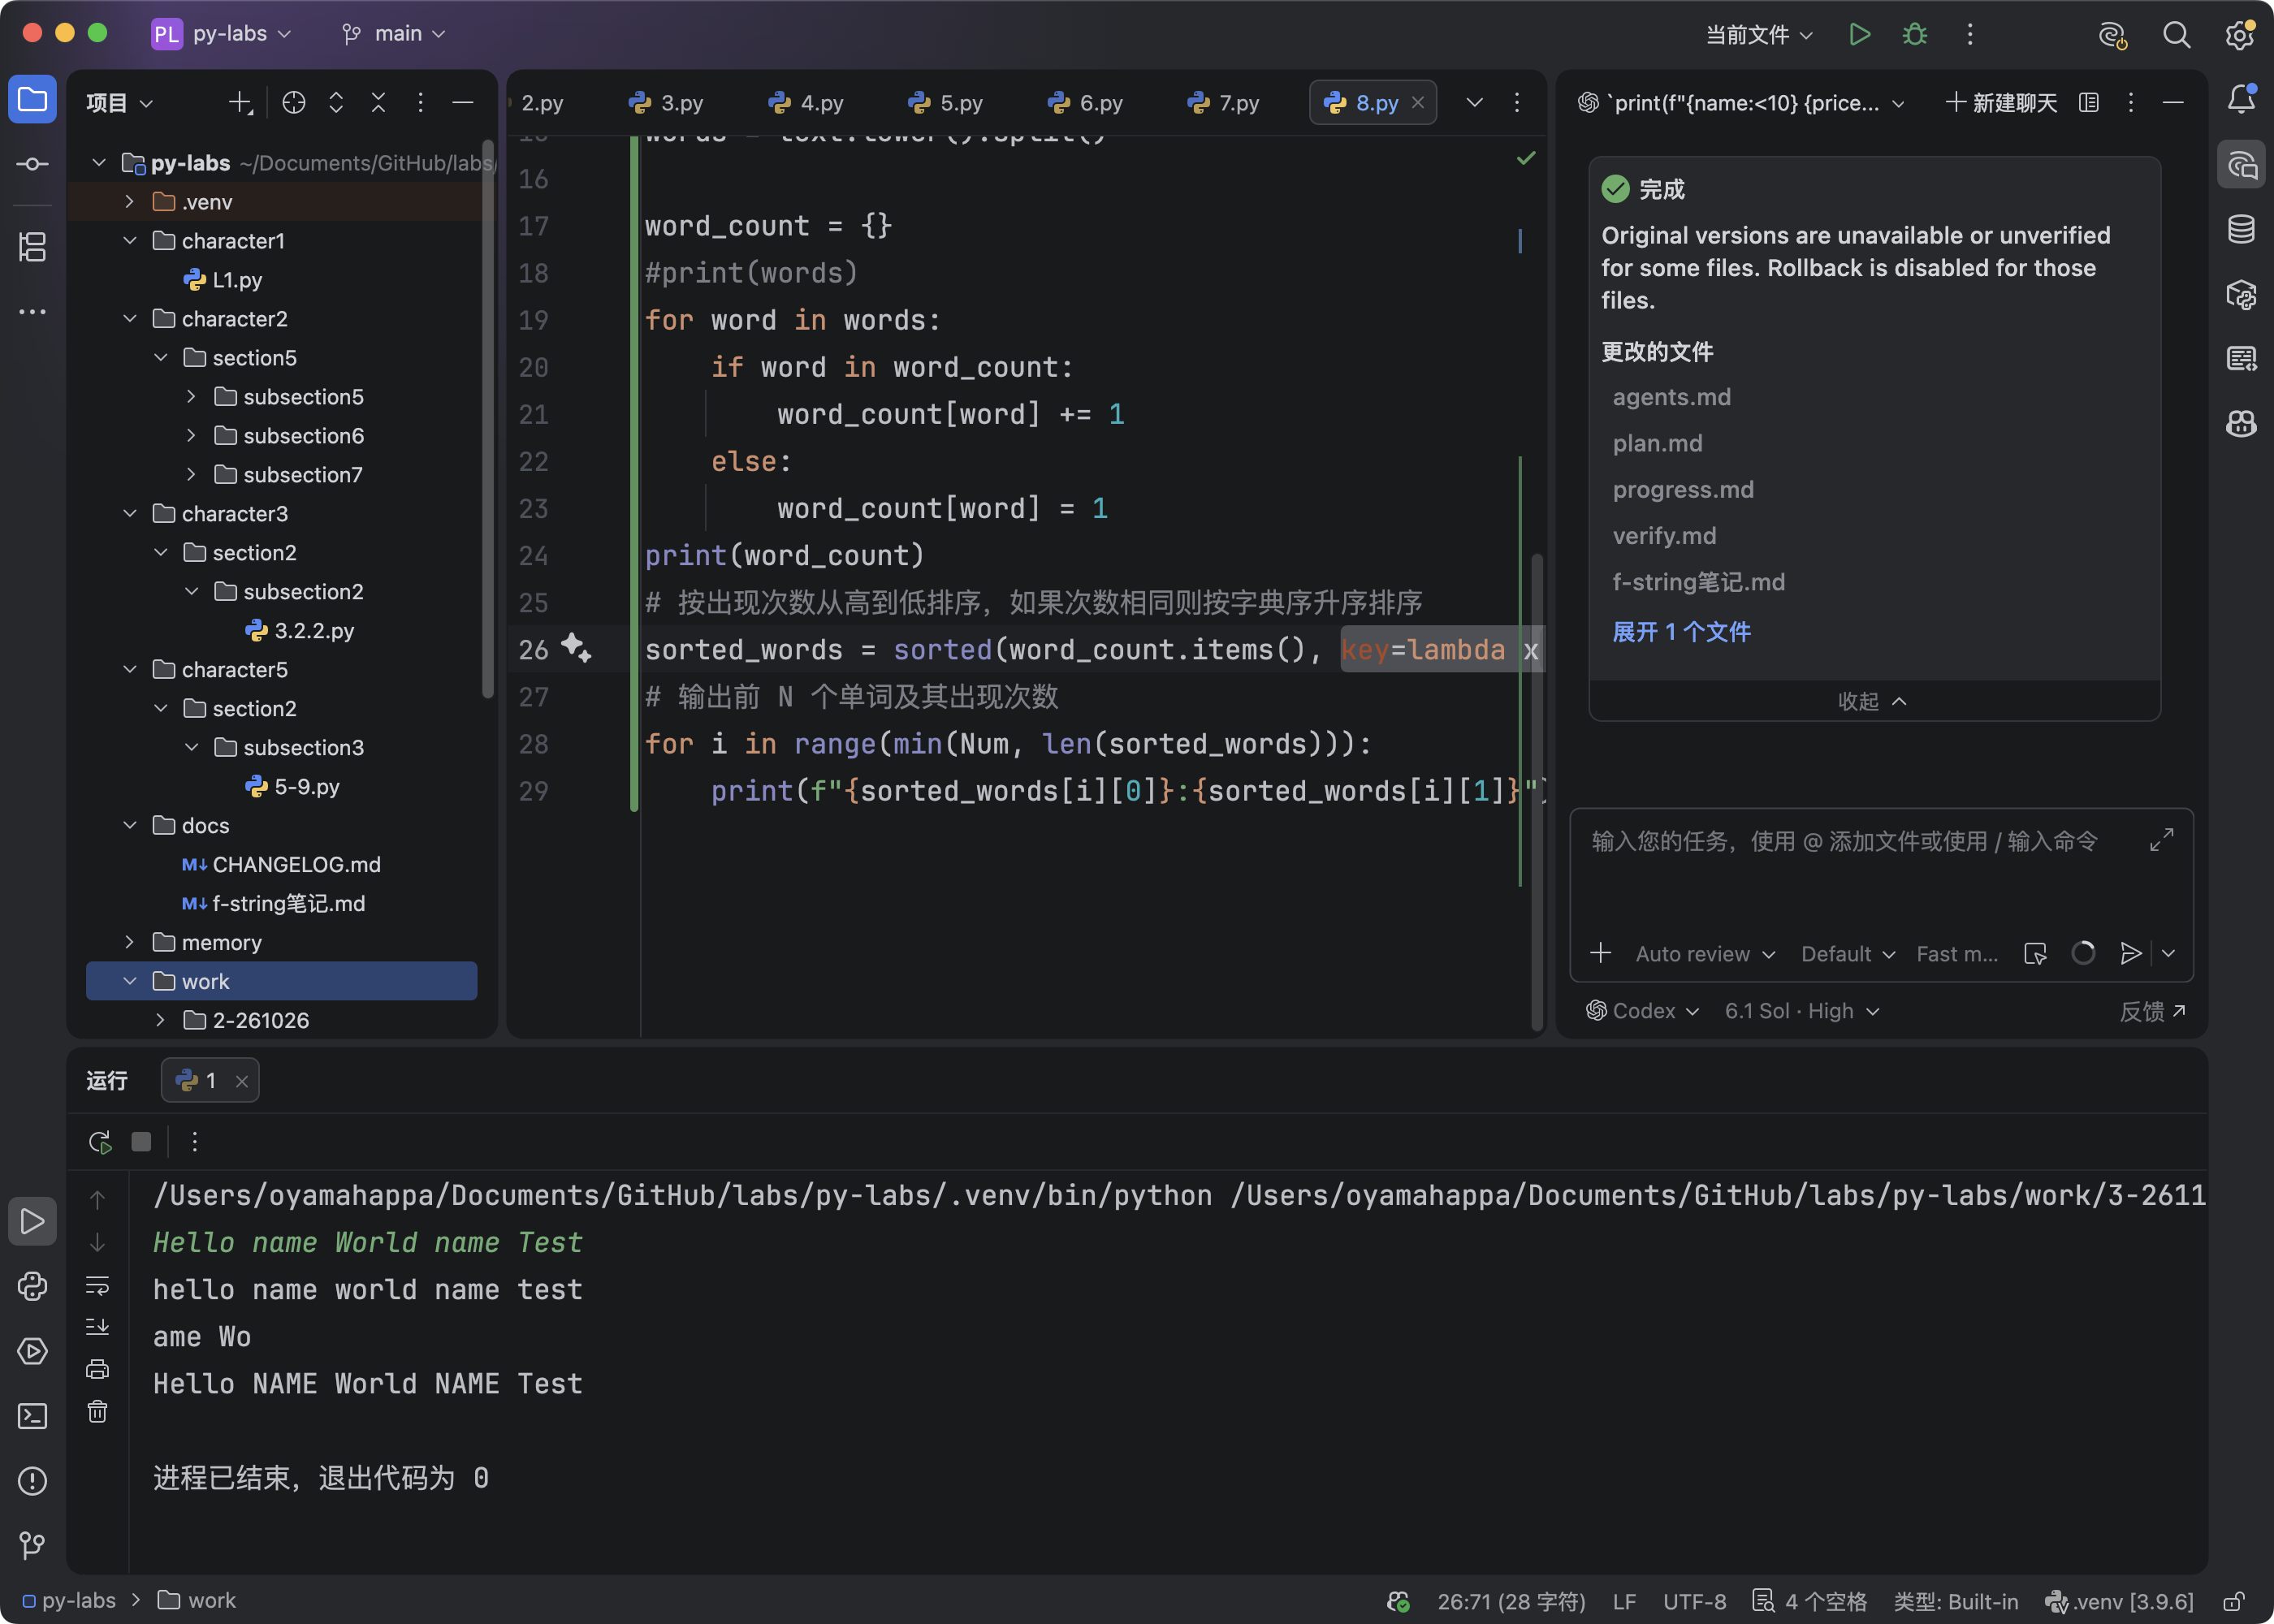 PL py-labs main 当前文件
项目
py-labs ~/Documents/GitHub/labs/
.venv
character1
L1.py
character2
section5
subsection5
subsection6
subsection7
character3
section2
subsection2
3.2.2.py
character5
section2
subsection3
5-9.py
docs
M↓ CHANGELOG.md
M↓ f-string笔记.md
memory
work
2-261026
2.py 3.py 4.py 5.py 6.py 7.py 8.py
words = text.lower().split()
16
17 word_count = {}
18 #print(words)
19 for word in words:
20 if word in word_count:
21 word_count[word] += 1
22 else:
23 word_count[word] = 1
24 print(word_count)
25 # 按出现次数从高到低排序，如果次数相同则按字典序升序排序
26 sorted_words = sorted(word_count.items(), key=lambda x
27 # 输出前 N 个单词及其出现次数
28 for i in range(min(Num, len(sorted_words))):
29 print(f"{sorted_words[i][0]}:{sorted_words[i][1]}")
`print(f"{name:<10} {price... 新建聊天
完成
Original versions are unavailable or unverified
for some files. Rollback is disabled for those
files.
更改的文件
agents.md
plan.md
progress.md
verify.md
f-string笔记.md
展开 1 个文件
收起
输入您的任务，使用 @ 添加文件或使用 / 输入命令
Auto review Default Fast m...
Codex 6.1 Sol · High 反馈
运行 1
/Users/oyamahappa/Documents/GitHub/labs/py-labs/.venv/bin/python /Users/oyamahappa/Documents/GitHub/labs/py-labs/work/3-2611
Hello name World name Test
hello name world name test
ame Wo
Hello NAME World NAME Test
进程已结束，退出代码为 0
py-labs work 26:71 (28 字符) LF UTF-8 4 个空格 类型: Built-in .venv [3.9.6]